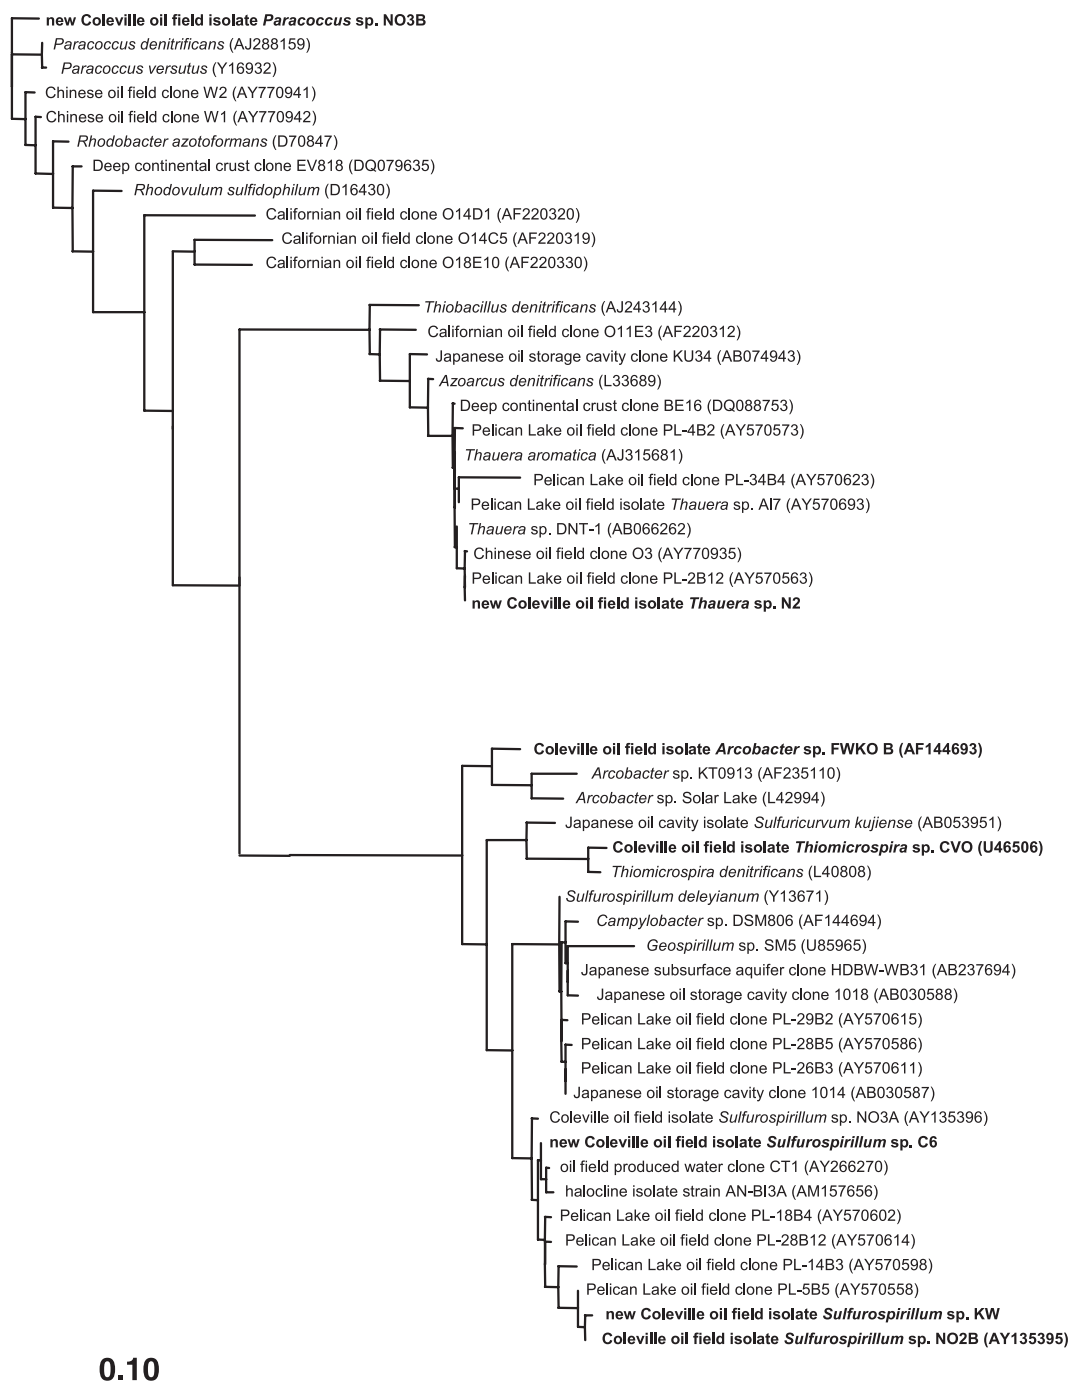 new Coleville oil field isolate Paracoccus sp. NO3B
Paracoccus denitrificans (AJ288159)
Paracoccus versutus (Y16932)
Chinese oil field clone W2 (AY770941)
Chinese oil field clone W1 (AY770942)
Rhodobacter azotoformans (D70847)
Deep continental crust clone EV818 (DQ079635)
Rhodovulum sulfidophilum (D16430)
Californian oil field clone O14D1 (AF220320)
Californian oil field clone O14C5 (AF220319)
Californian oil field clone O18E10 (AF220330)
Thiobacillus denitrificans (AJ243144)
Californian oil field clone O11E3 (AF220312)
Japanese oil storage cavity clone KU34 (AB074943)
Azoarcus denitrificans (L33689)
Deep continental crust clone BE16 (DQ088753)
Pelican Lake oil field clone PL-4B2 (AY570573)
Thauera aromatica (AJ315681)
Pelican Lake oil field clone PL-34B4 (AY570623)
Pelican Lake oil field isolate Thauera sp. AI7 (AY570693)
Thauera sp. DNT-1 (AB066262)
Chinese oil field clone O3 (AY770935)
Pelican Lake oil field clone PL-2B12 (AY570563)
new Coleville oil field isolate Thauera sp. N2
Coleville oil field isolate Arcobacter sp. FWKO B (AF144693)
Arcobacter sp. KT0913 (AF235110)
Arcobacter sp. Solar Lake (L42994)
Japanese oil cavity isolate Sulfuricurvum kujiense (AB053951)
Coleville oil field isolate Thiomicrospira sp. CVO (U46506)
Thiomicrospira denitrificans (L40808)
Sulfurospirillum deleyianum (Y13671)
Campylobacter sp. DSM806 (AF144694)
Geospirillum sp. SM5 (U85965)
Japanese subsurface aquifer clone HDBW-WB31 (AB237694)
Japanese oil storage cavity clone 1018 (AB030588)
Pelican Lake oil field clone PL-29B2 (AY570615)
Pelican Lake oil field clone PL-28B5 (AY570586)
Pelican Lake oil field clone PL-26B3 (AY570611)
Japanese oil storage cavity clone 1014 (AB030587)
Coleville oil field isolate Sulfurospirillum sp. NO3A (AY135396)
new Coleville oil field isolate Sulfurospirillum sp. C6
oil field produced water clone CT1 (AY266270)
halocline isolate strain AN-BI3A (AM157656)
Pelican Lake oil field clone PL-18B4 (AY570602)
Pelican Lake oil field clone PL-28B12 (AY570614)
Pelican Lake oil field clone PL-14B3 (AY570598)
Pelican Lake oil field clone PL-5B5 (AY570558)
new Coleville oil field isolate Sulfurospirillum sp. KW
Coleville oil field isolate Sulfurospirillum sp. NO2B (AY135395)
0.10